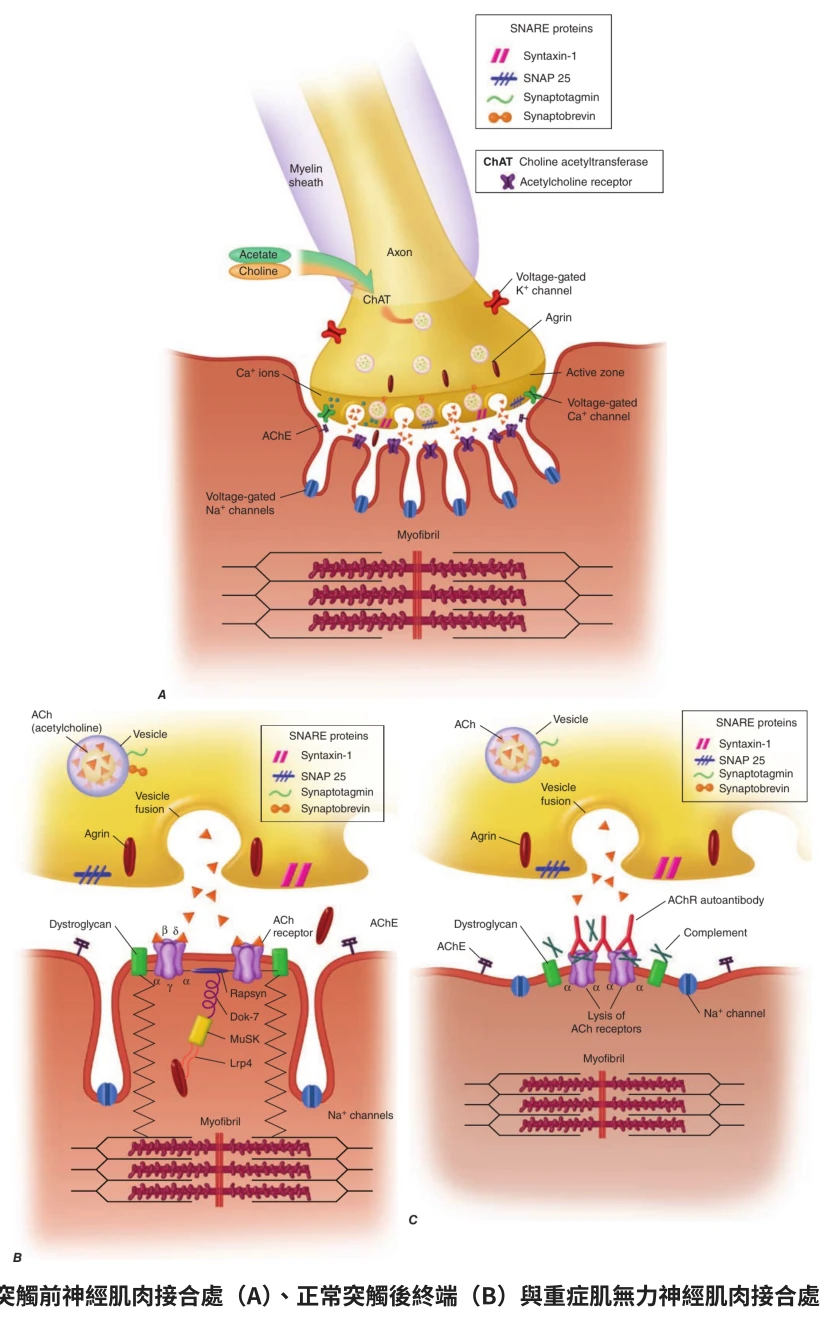 SNARE proteins
Syntaxin-1
SNAP 25
Synaptotagmin
Synaptobrevin
ChAT Choline acetyltransferase
Acetylcholine receptor
Myelin
sheath
Axon
Acetate
Choline
ChAT
Voltage-gated
K⁺ channel
Agrin
Ca⁺ ions
Active zone
Voltage-gated
Ca⁺ channel
AChE
Voltage-gated
Na⁺ channels
Myofibril
A
ACh
(acetylcholine)
Vesicle
SNARE proteins
Syntaxin-1
SNAP 25
Synaptotagmin
Synaptobrevin
Vesicle
fusion
Agrin
Dystroglycan
β δ
ACh
receptor
AChE
α γ α
Rapsyn
Dok-7
MuSK
Lrp4
Na⁺ channels
Myofibril
B
ACh
Vesicle
SNARE proteins
Syntaxin-1
SNAP 25
Synaptotagmin
Synaptobrevin
Vesicle
fusion
Agrin
AChR autoantibody
Dystroglycan
Complement
AChE
α α α α
Na⁺ channel
Lysis of
ACh receptors
Myofibril
C
突觸前神經肌肉接合處（A）、正常突觸後終端（B）與重症肌無力神經肌肉接合處